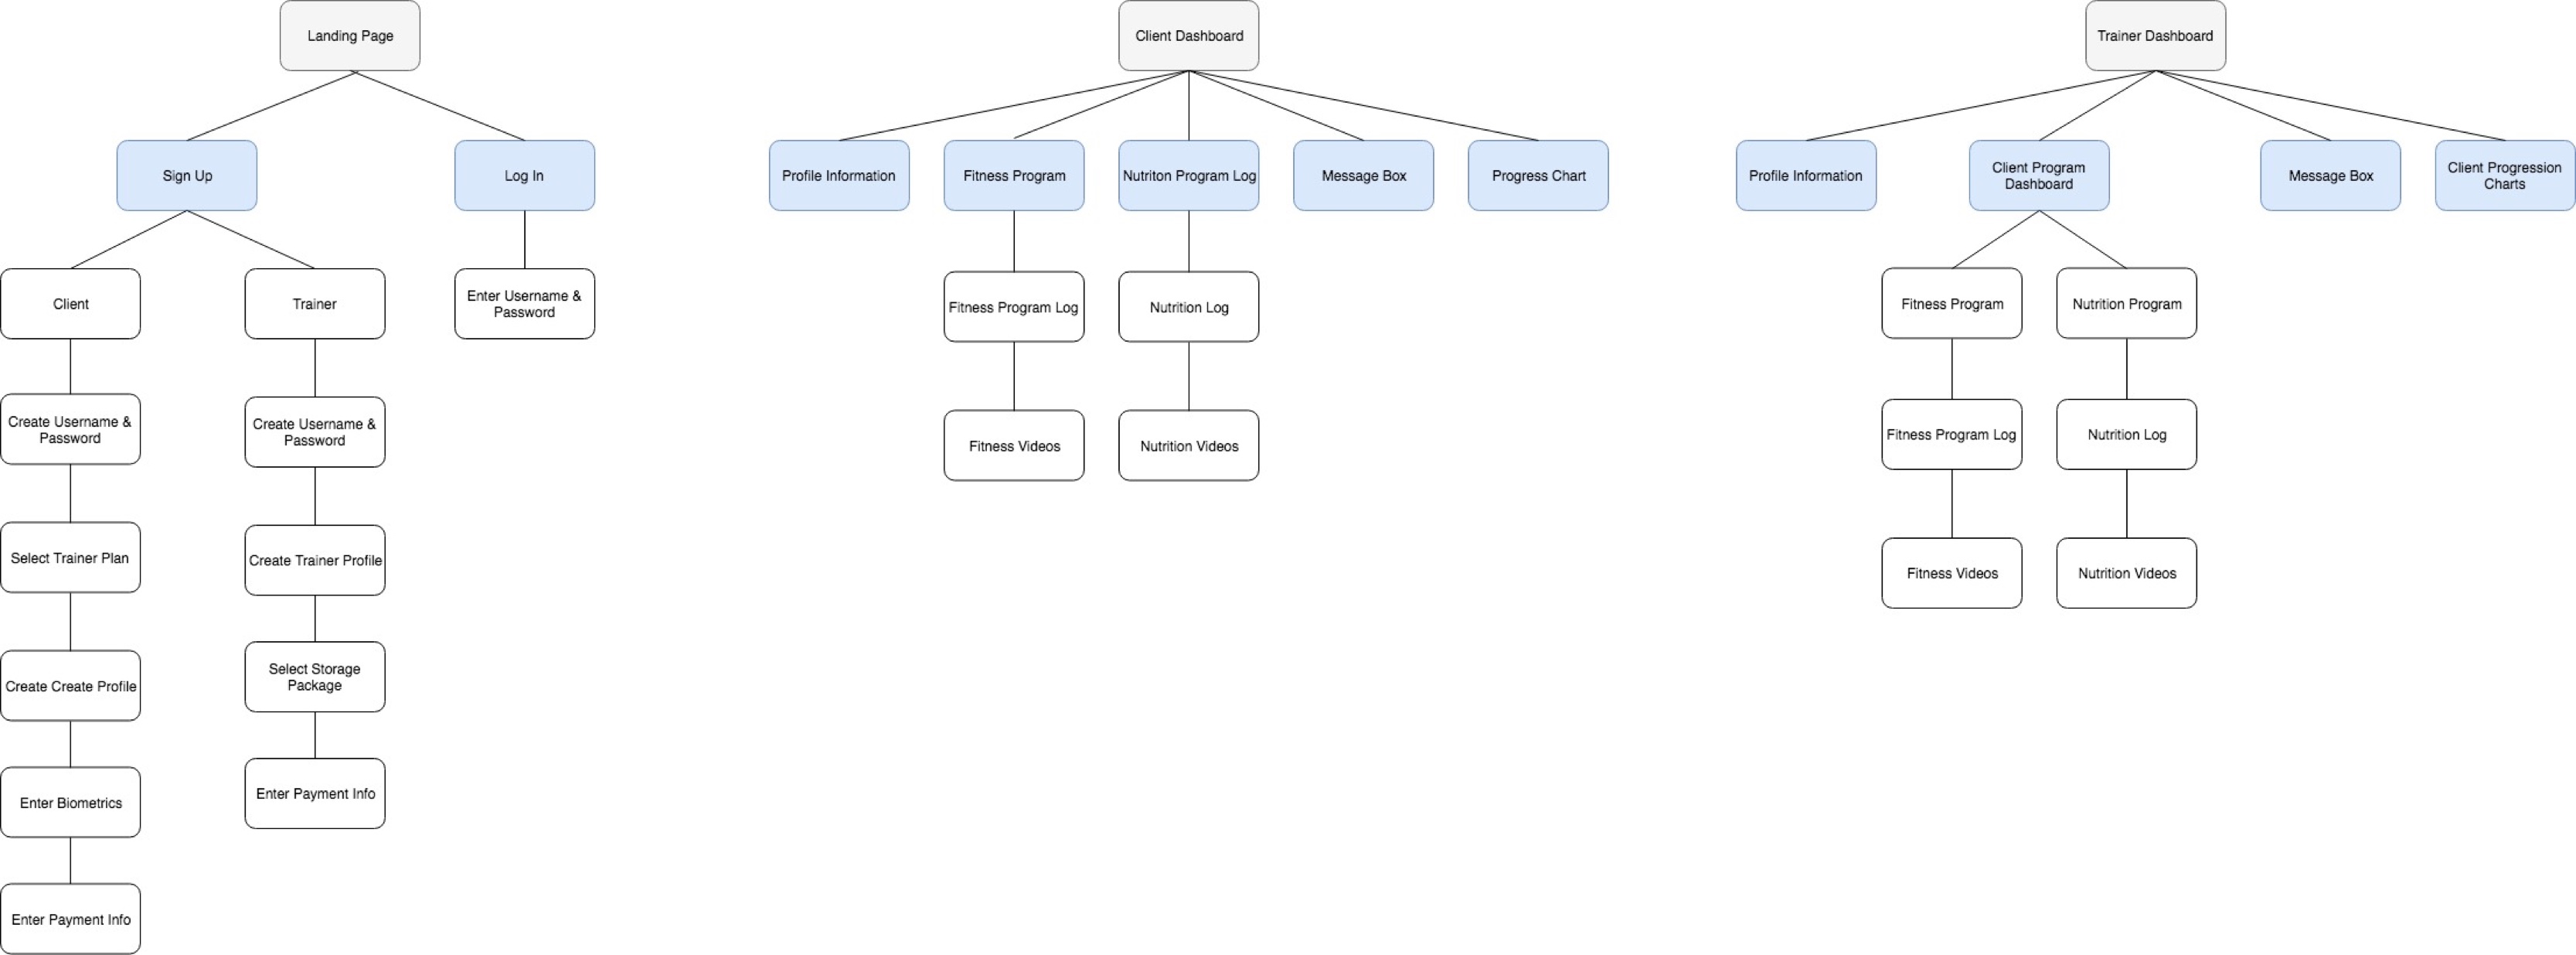 Landing Page
Sign Up
Log In
Client
Trainer
Enter Username &
Password
Create Username &
Password
Create Username &
Password
Select Trainer Plan
Create Trainer Profile
Create Create Profile
Select Storage
Package
Enter Biometrics
Enter Payment Info
Enter Payment Info
Client Dashboard
Profile Information
Fitness Program
Nutriton Program Log
Message Box
Progress Chart
Fitness Program Log
Nutrition Log
Fitness Videos
Nutrition Videos
Trainer Dashboard
Profile Information
Client Program
Dashboard
Message Box
Client Progression
Charts
Fitness Program
Nutrition Program
Fitness Program Log
Nutrition Log
Fitness Videos
Nutrition Videos